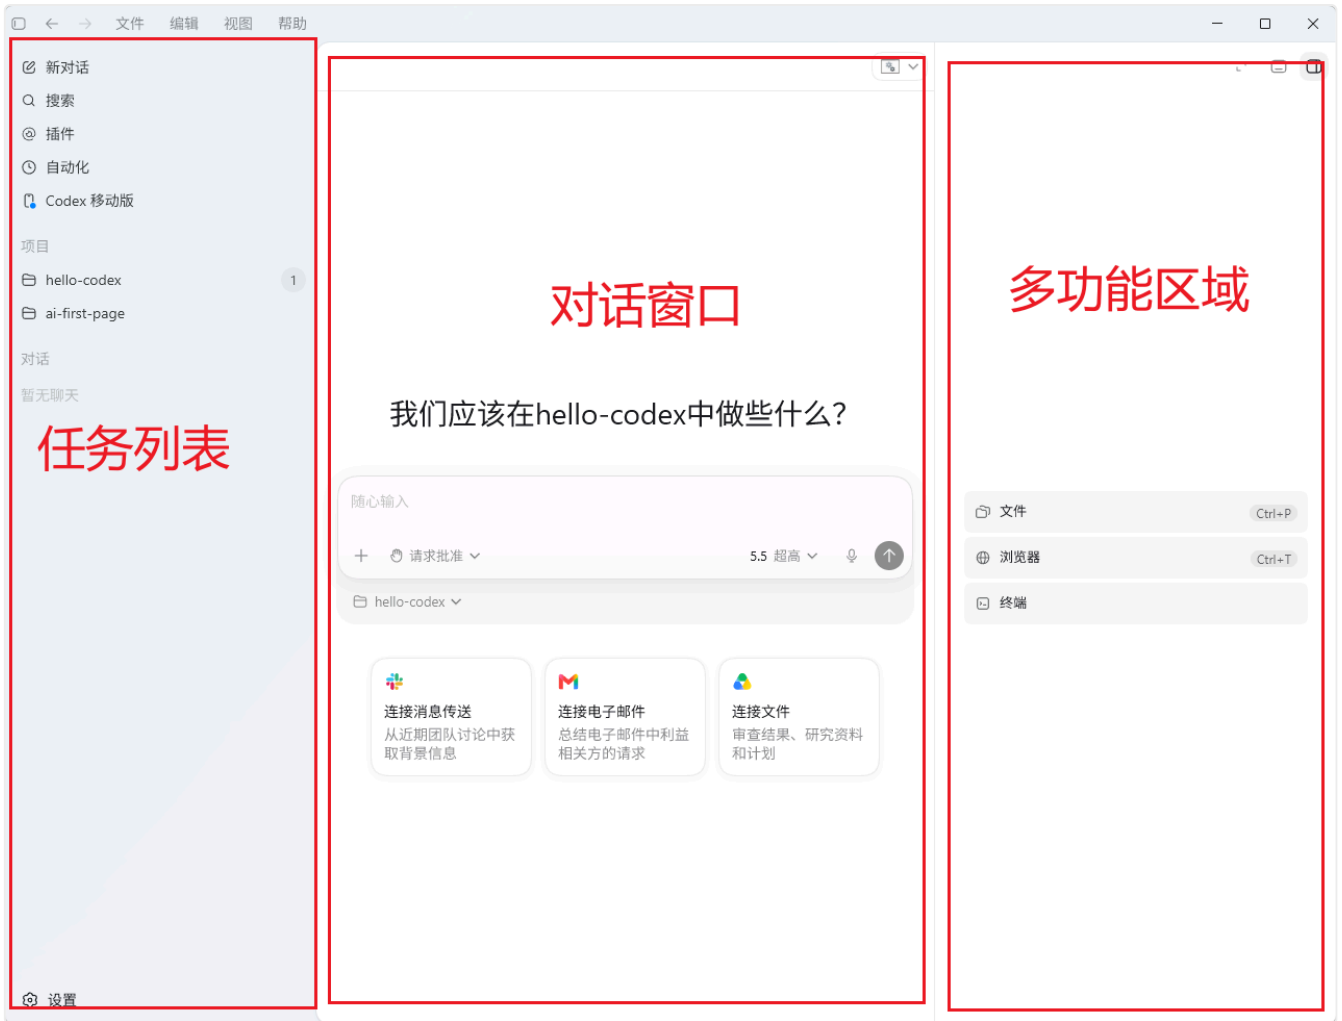 文件 编辑 视图 帮助
新对话
搜索
插件
自动化
Codex 移动版
项目
hello-codex 1
ai-first-page
对话
暂无聊天
任务列表
设置
对话窗口
我们应该在hello-codex中做些什么？
随心输入
请求批准 5.5 超高
hello-codex
连接消息传送
从近期团队讨论中获
取背景信息
连接电子邮件
总结电子邮件中利益
相关方的请求
连接文件
审查结果、研究资料
和计划
多功能区域
文件 Ctrl+P
浏览器 Ctrl+T
终端